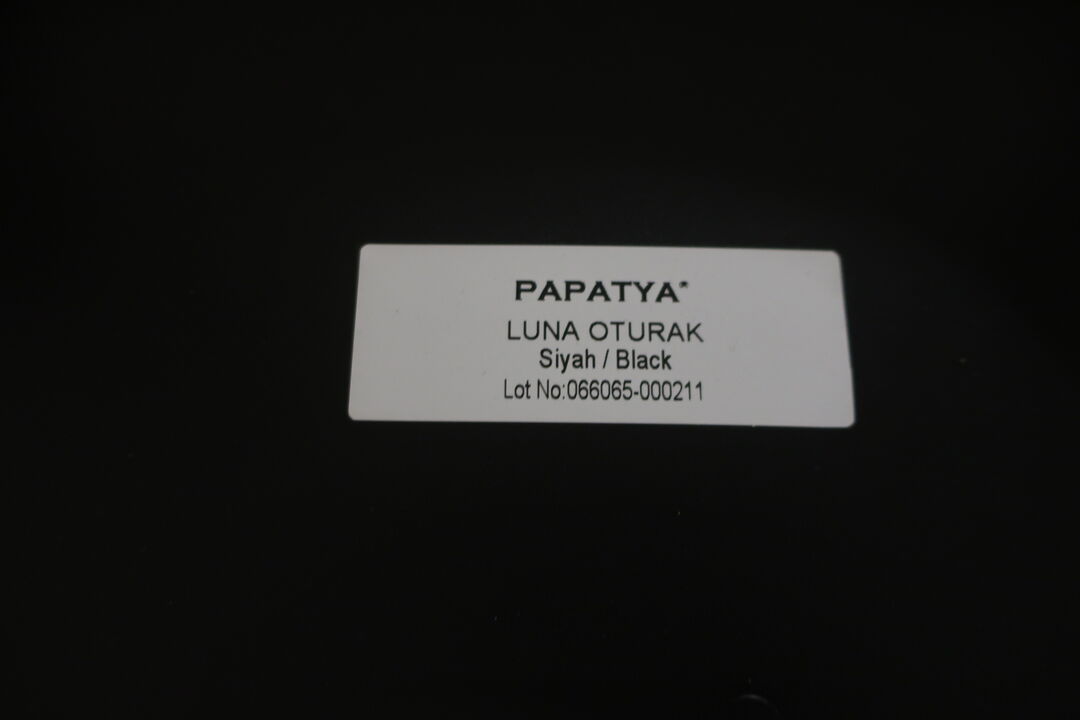 PAPATYA®
LUNA OTURAK
Siyah / Black
Lot No:066065-000211